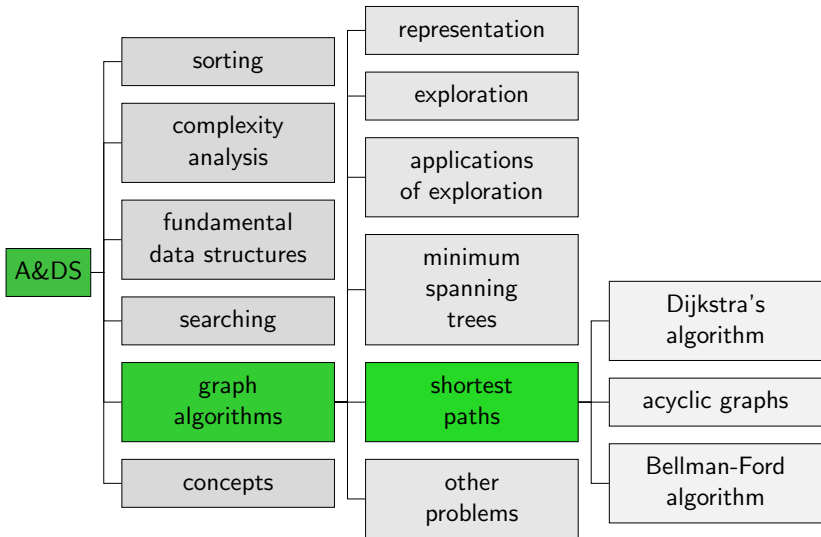 A&DS
sorting
complexity
analysis
fundamental
data structures
searching
graph
algorithms
concepts
representation
exploration
applications
of exploration
minimum
spanning
trees
shortest
paths
other
problems
Dijkstra's
algorithm
acyclic graphs
Bellman-Ford
algorithm